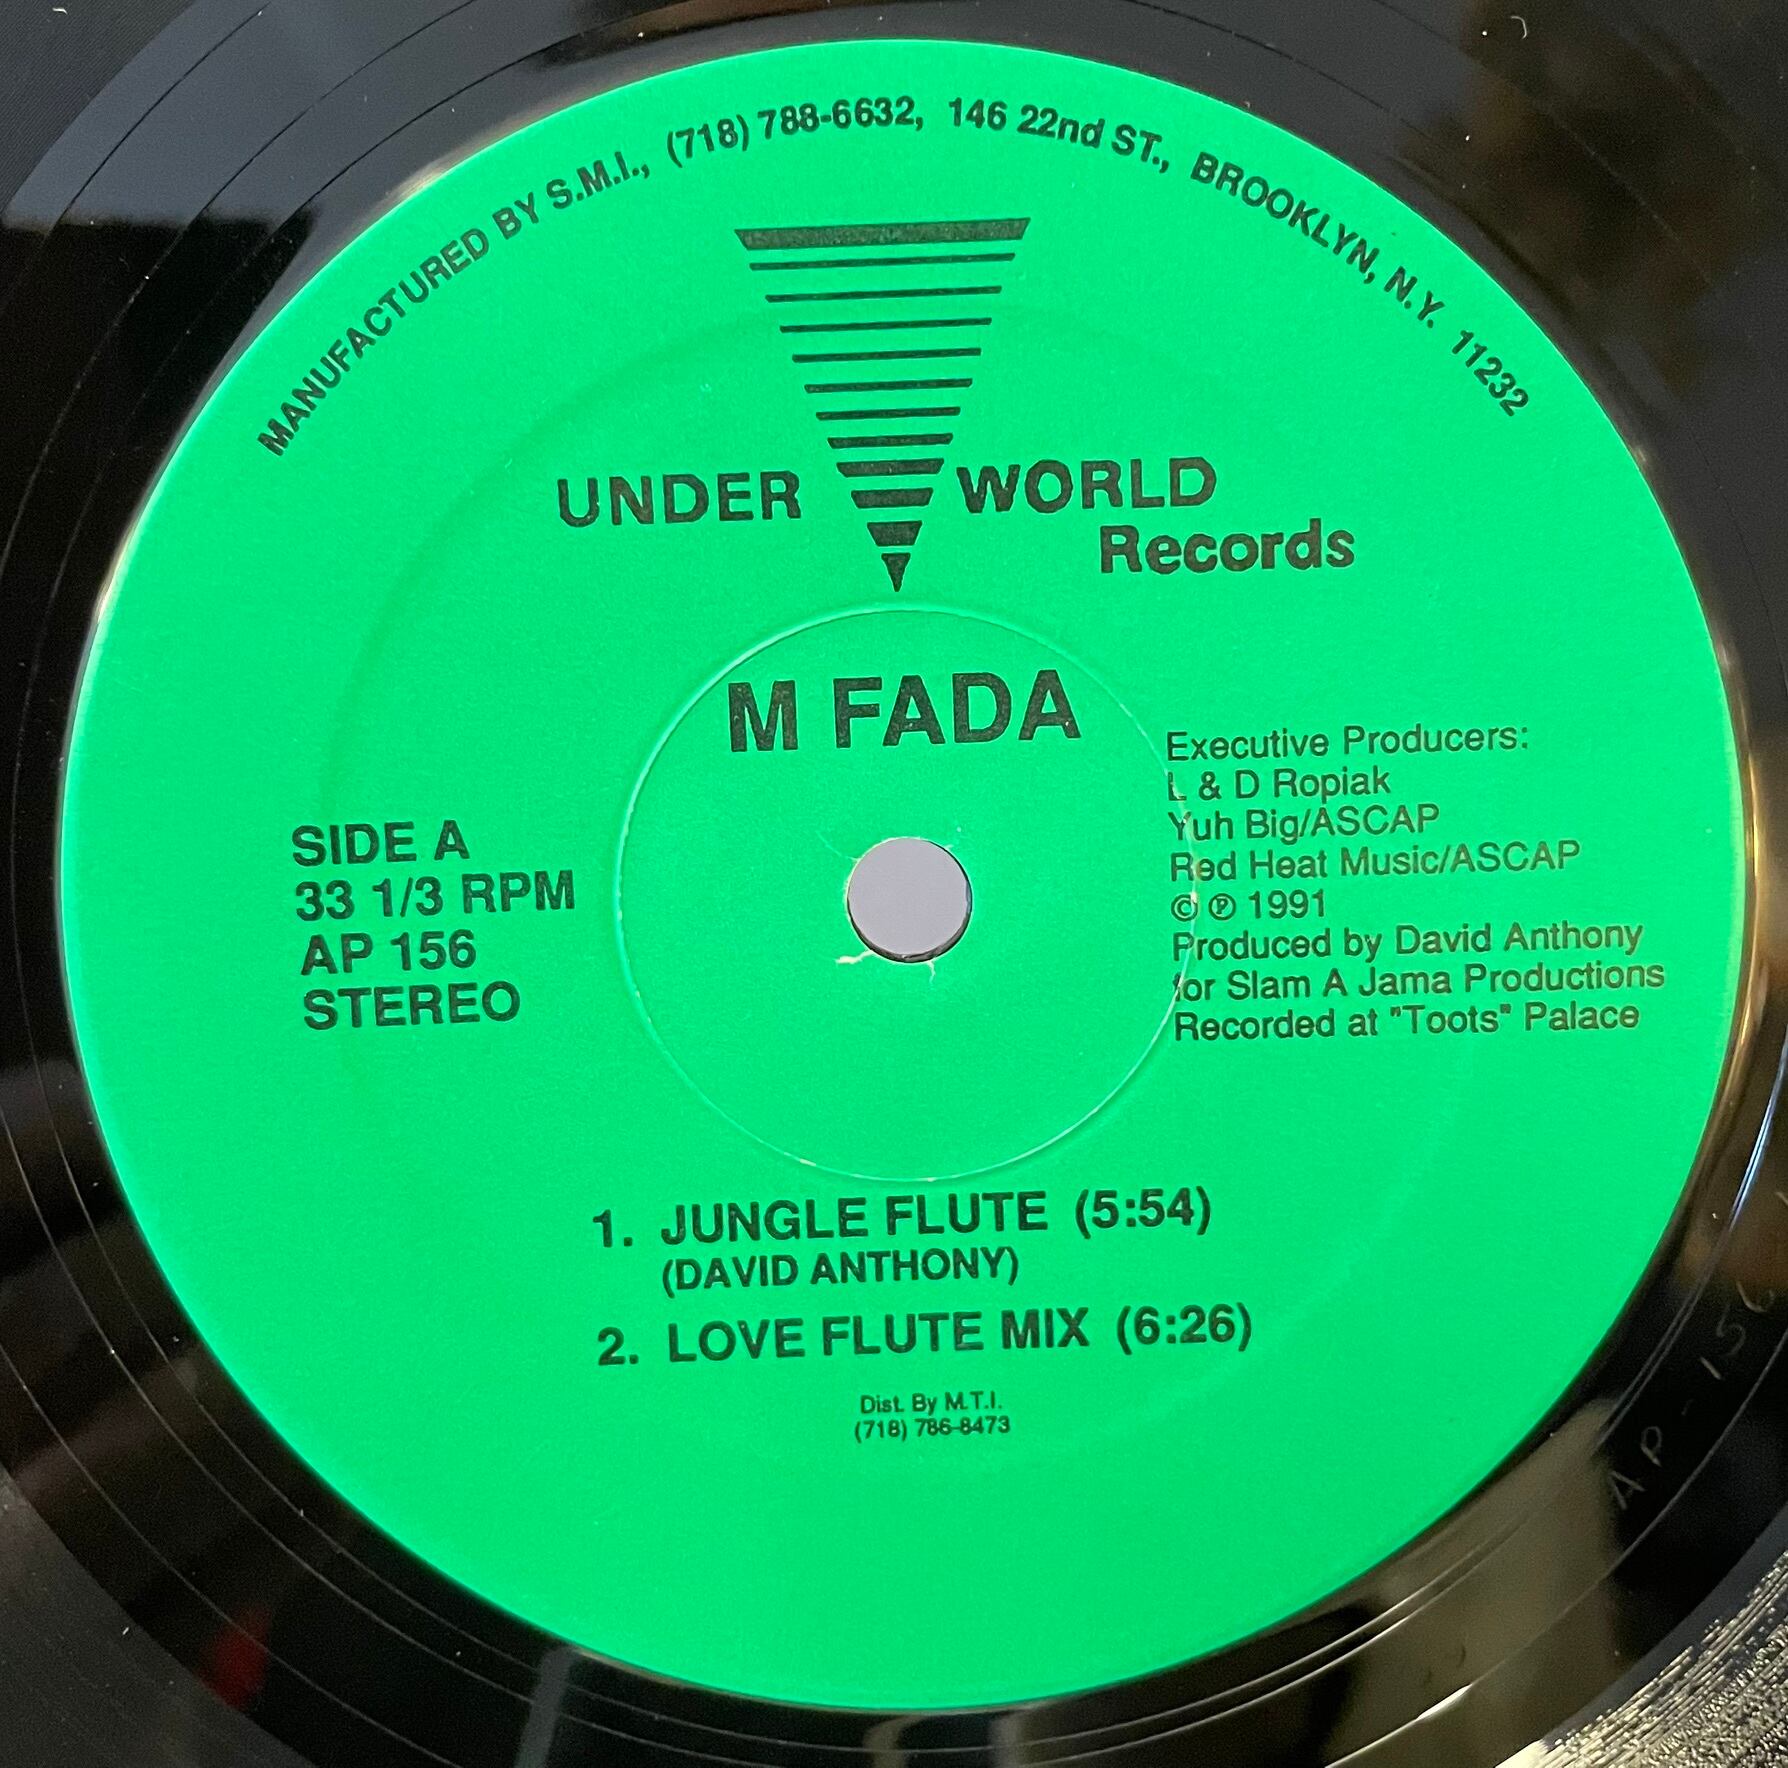 MANUFACTURED BY S.M.I., (718) 788-6632, 146 22nd ST., BROOKLYN, N.Y. 11232
UNDER WORLD
Records
M FADA
SIDE A
33 1/3 RPM
AP 156
STEREO
Executive Producers:
L & D Ropiak
Yuh Big/ASCAP
Red Heat Music/ASCAP
© ℗ 1991
Produced by David Anthony
for Slam A Jama Productions
Recorded at "Toots" Palace
1. JUNGLE FLUTE (5:54)
(DAVID ANTHONY)
2. LOVE FLUTE MIX (6:26)
Dist. By M.T.I.
(718) 786-8473